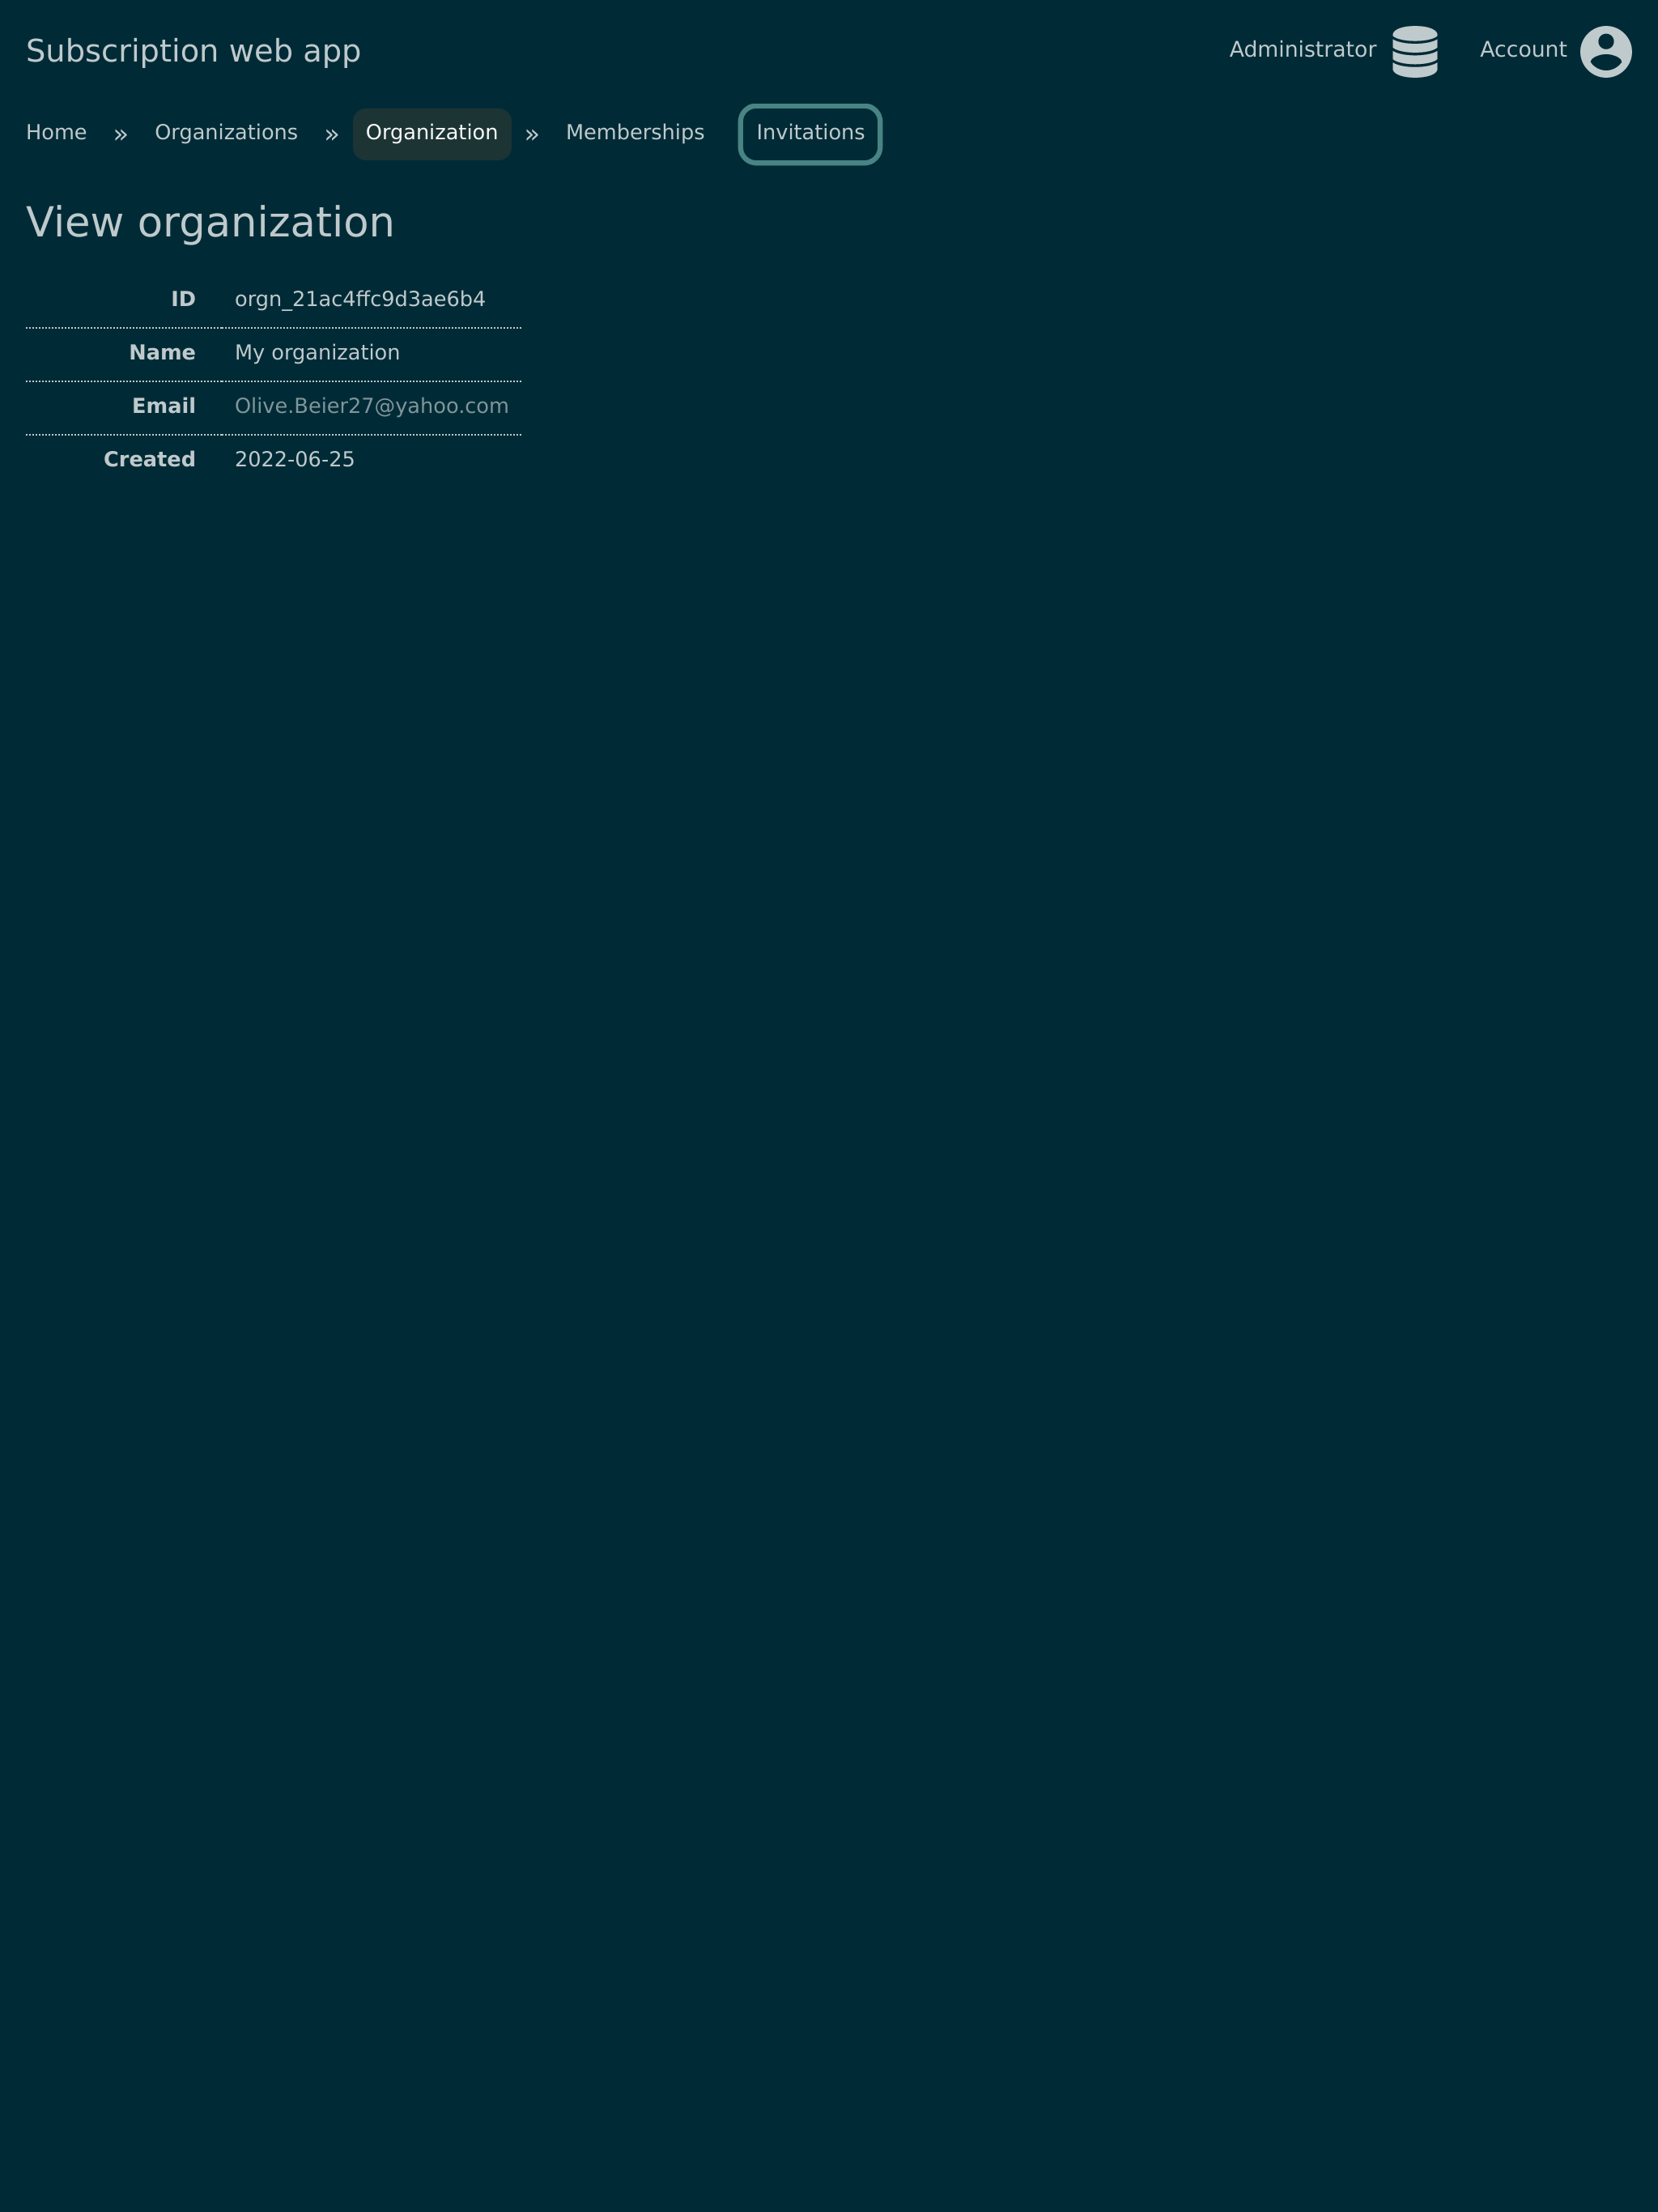 Subscription web app Administrator Account
Home » Organizations » Organization » Memberships Invitations
View organization
ID orgn_21ac4ffc9d3ae6b4
Name My organization
Email Olive.Beier27@yahoo.com
Created 2022-06-25